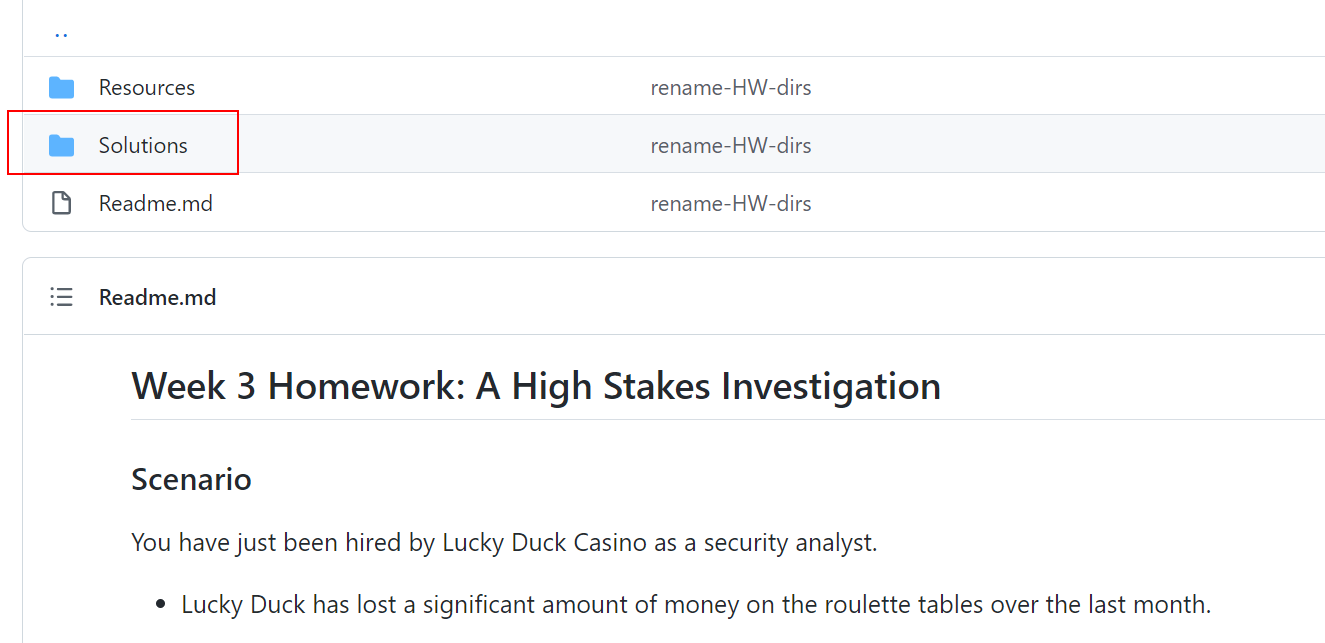 ..
Resources rename-HW-dirs
Solutions rename-HW-dirs
Readme.md rename-HW-dirs
Readme.md
Week 3 Homework: A High Stakes Investigation
Scenario
You have just been hired by Lucky Duck Casino as a security analyst.
• Lucky Duck has lost a significant amount of money on the roulette tables over the last month.